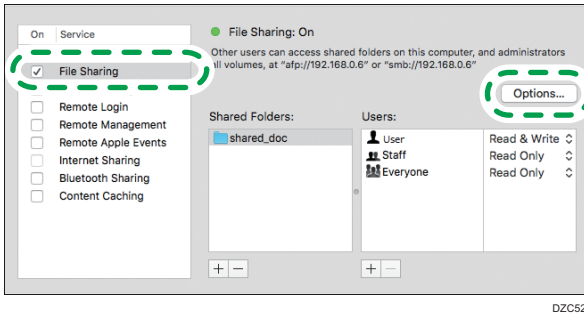 On Service
File Sharing
Remote Login
Remote Management
Remote Apple Events
Internet Sharing
Bluetooth Sharing
Content Caching
File Sharing: On
Other users can access shared folders on this computer, and administrators
all volumes, at "afp://192.168.0.6" or "smb://192.168.0.6"
Options...
Shared Folders:
shared_doc
Users:
User Read & Write
Staff Read Only
Everyone Read Only
DZC52